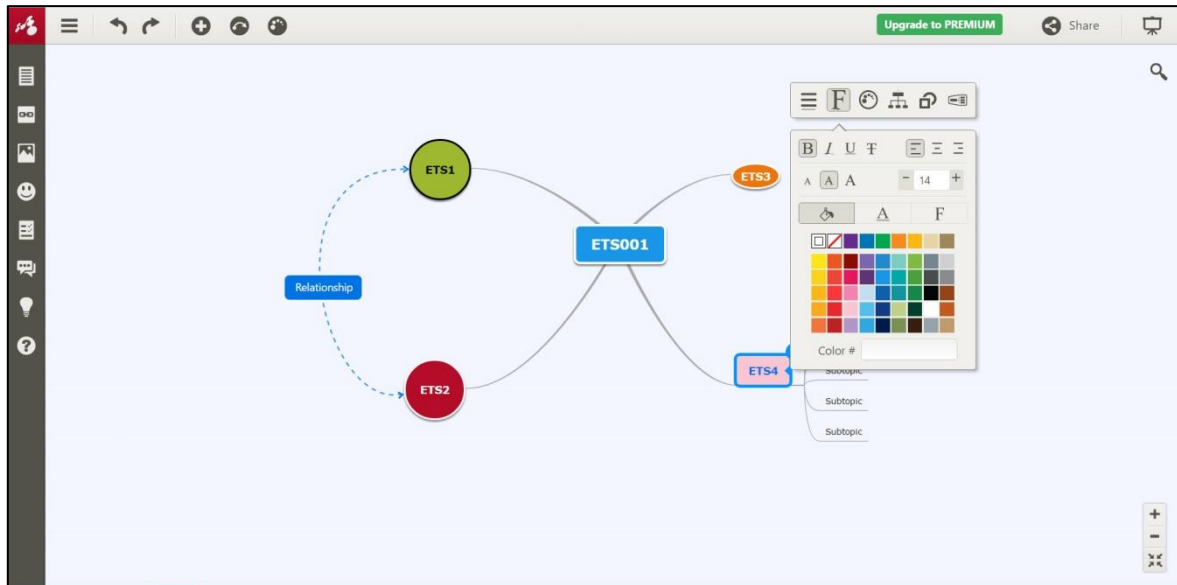 Upgrade to PREMIUM
Share
F
B I U T
A A A - 14 +
A F
ETS1
ETS3
ETS001
Relationship
Color #
ETS4
Subtopic
ETS2
Subtopic
Subtopic